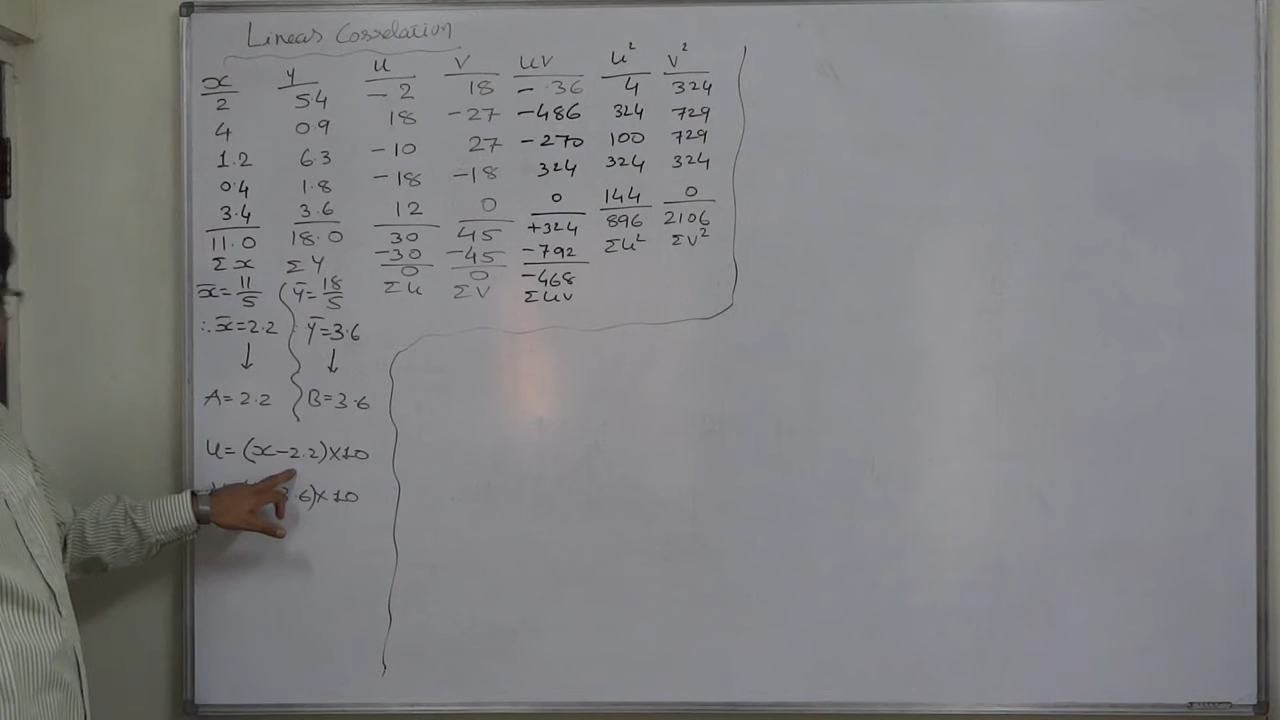 Linear Correlation
x y u v uv u² v²
2 5.4 -2 18 -36 4 324
4 0.9 18 -27 -486 324 729
1.2 6.3 -10 27 -270 100 729
0.4 1.8 -18 -18 324 324 324
3.4 3.6 12 0 0 144 0
11.0 18.0 30 45 +324 896 2106
Σx Σy -30 -45 -792 Σu² Σv²
0 0 -468
Σu Σv Σuv
x̄=11/5 ȳ=18/5
∴x̄=2.2 ȳ=3.6
↓ ↓
A=2.2 B=3.6
u=(x-2.2)×10
3.6)×10